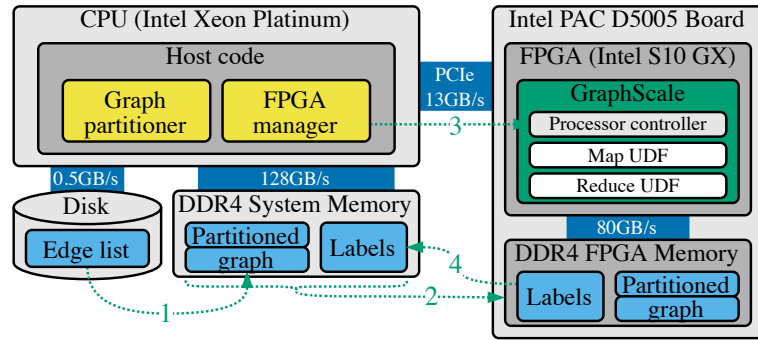 CPU (Intel Xeon Platinum)
Host code
Graph
partitioner
FPGA
manager
PCIe
13GB/s
Intel PAC D5005 Board
FPGA (Intel S10 GX)
GraphScale
Processor controller
Map UDF
Reduce UDF
3
0.5GB/s
128GB/s
80GB/s
Disk
Edge list
DDR4 System Memory
Partitioned
graph
Labels
DDR4 FPGA Memory
Labels
Partitioned
graph
1
2
4